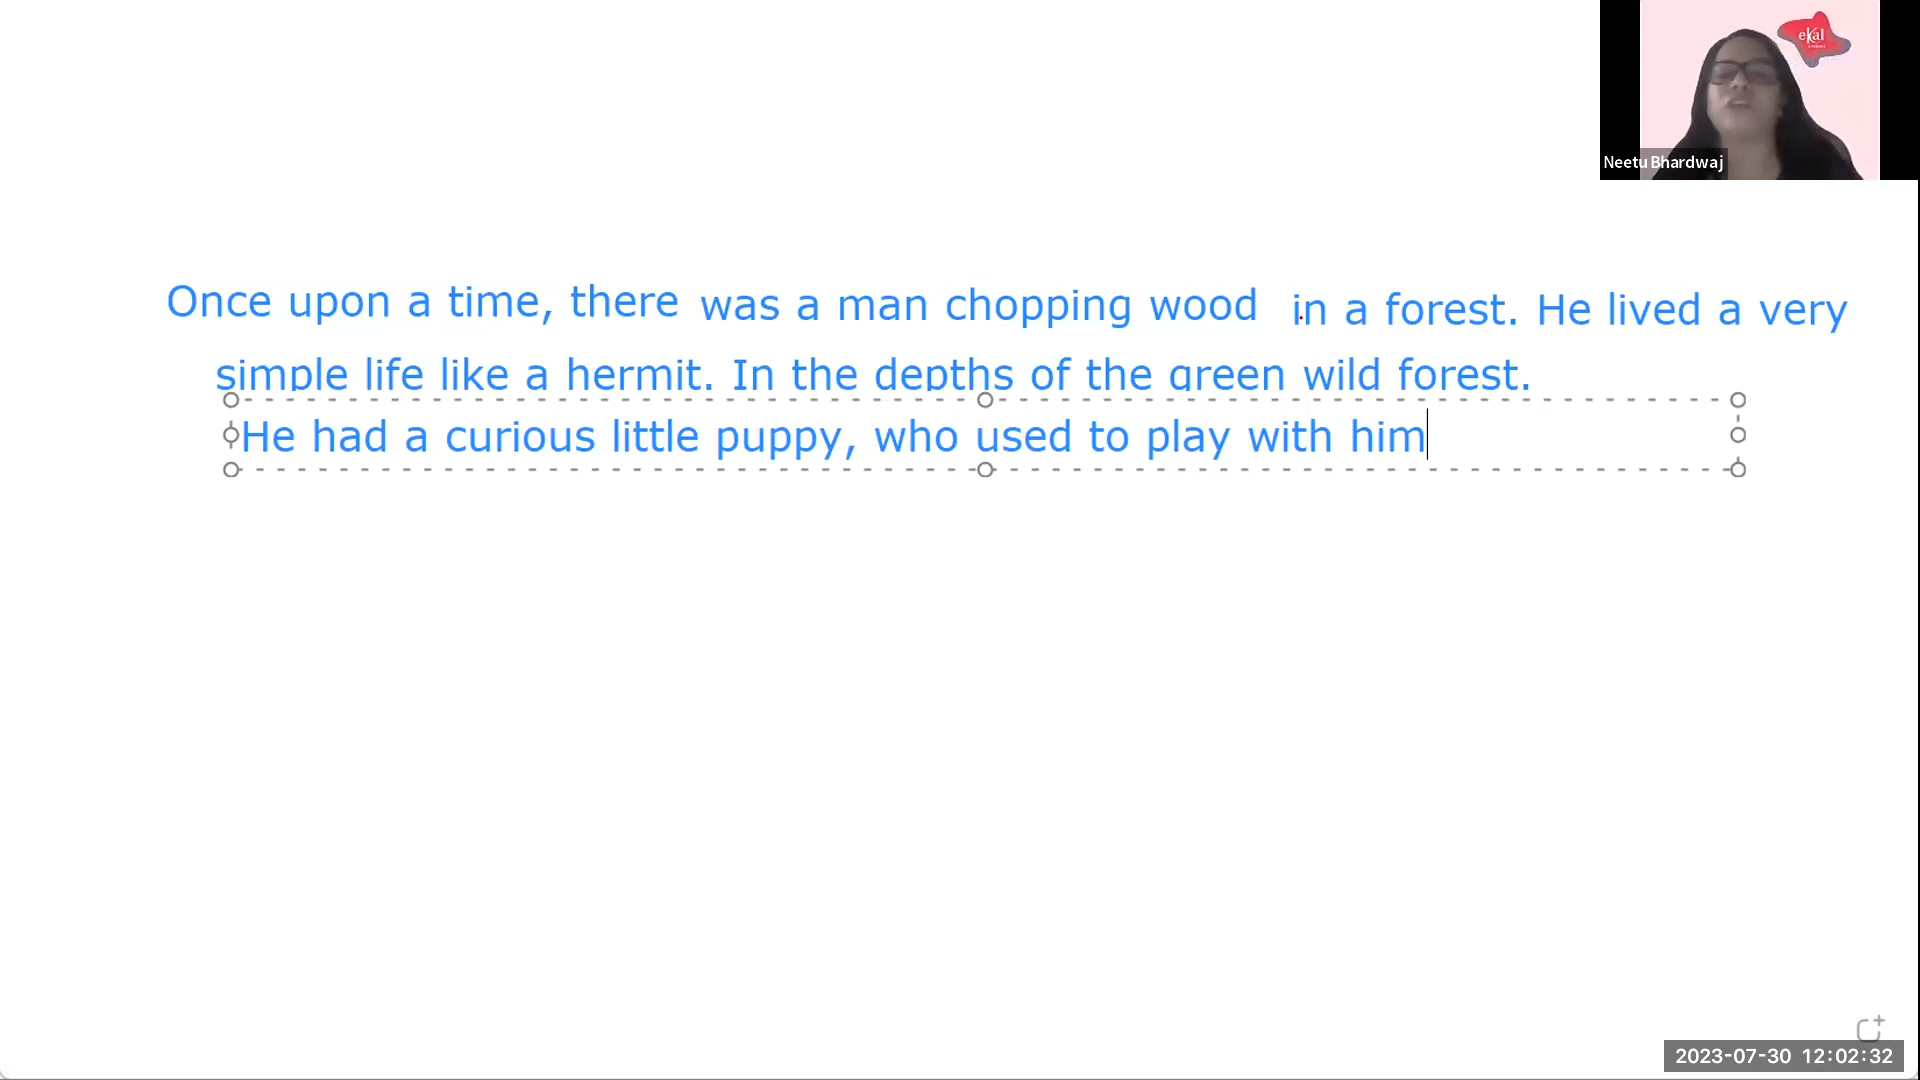 eKal
Neetu Bhardwaj
Once upon a time, there was a man chopping wood in a forest. He lived a very
simple life like a hermit. In the depths of the green wild forest.
He had a curious little puppy, who used to play with him
2023-07-30 12:02:32